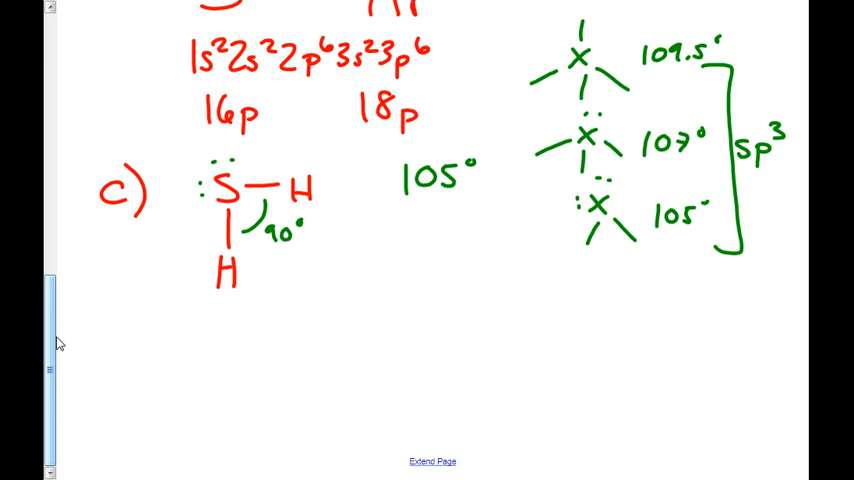 1s²2s²2p⁶3s²3p⁶
16p 18p
c) :S̈ — H
90°
H
105°
X 109.5°
Ẍ 107°
:Ẍ 105°
sp³
Extend Page